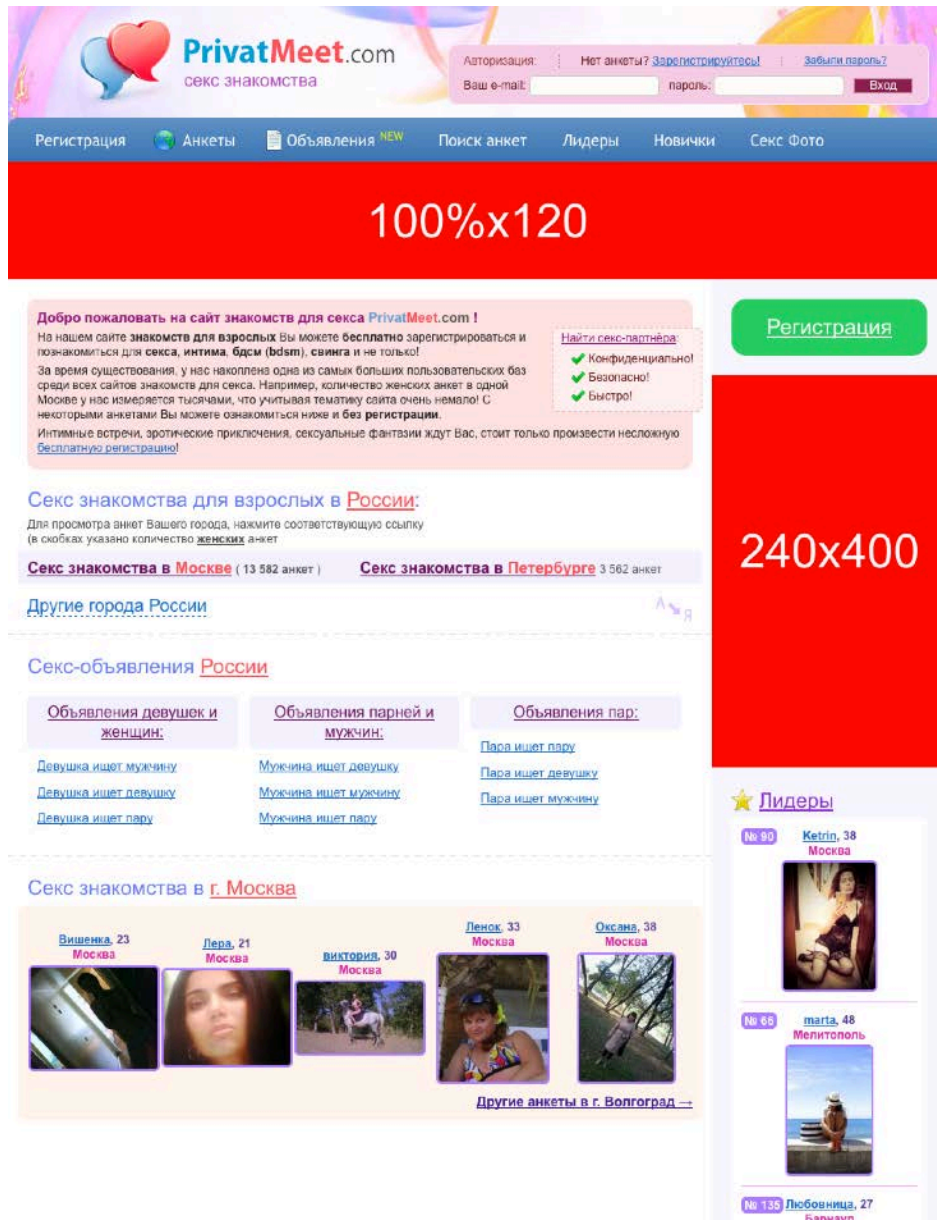 PrivatMeet.com
секс знакомства
Авторизация: Нет анкеты? Зарегистрируйтесь! Забыли пароль?
Ваш e-mail: пароль: Вход
Регистрация Анкеты Объявления NEW Поиск анкет Лидеры Новички Секс Фото
100%x120
Добро пожаловать на сайт знакомств для секса PrivatMeet.com !
На нашем сайте знакомств для взрослых Вы можете бесплатно зарегистрироваться и
познакомиться для секса, интима, бдсм (bdsm), свинга и не только!
За время существования, у нас накоплена одна из самых больших пользовательских баз
среди всех сайтов знакомств для секса. Например, количество женских анкет в одной
Москве у нас измеряется тысячами, что учитывая тематику сайта очень немало! С
некоторыми анкетами Вы можете ознакомиться ниже и без регистрации.
Интимные встречи, эротические приключения, сексуальные фантазии ждут Вас, стоит только произвести несложную
бесплатную регистрацию!
Найти секс-партнёра:
Конфиденциально!
Безопасно!
Быстро!
Регистрация
240x400
Секс знакомства для взрослых в России:
Для просмотра анкет Вашего города, нажмите соответствующую ссылку
(в скобках указано количество женских анкет
Секс знакомства в Москве ( 13 582 анкет ) Секс знакомства в Петербурге 3 562 анкет
Другие города России
А Я
Секс-объявления России
Объявления девушек и
женщин:
Девушка ищет мужчину
Девушка ищет девушку
Девушка ищет пару
Объявления парней и
мужчин:
Мужчина ищет девушку
Мужчина ищет мужчину
Мужчина ищет пару
Объявления пар:
Пара ищет пару
Пара ищет девушку
Пара ищет мужчину
Секс знакомства в г. Москва
Вишенка, 23
Москва
Лера, 21
Москва
виктория, 30
Москва
Ленок, 33
Москва
Оксана, 38
Москва
Другие анкеты в г. Волгоград →
Лидеры
№ 90 Ketrin, 38
Москва
№ 66 marta, 48
Мелитополь
№ 135 Любовница, 27
Барнаул